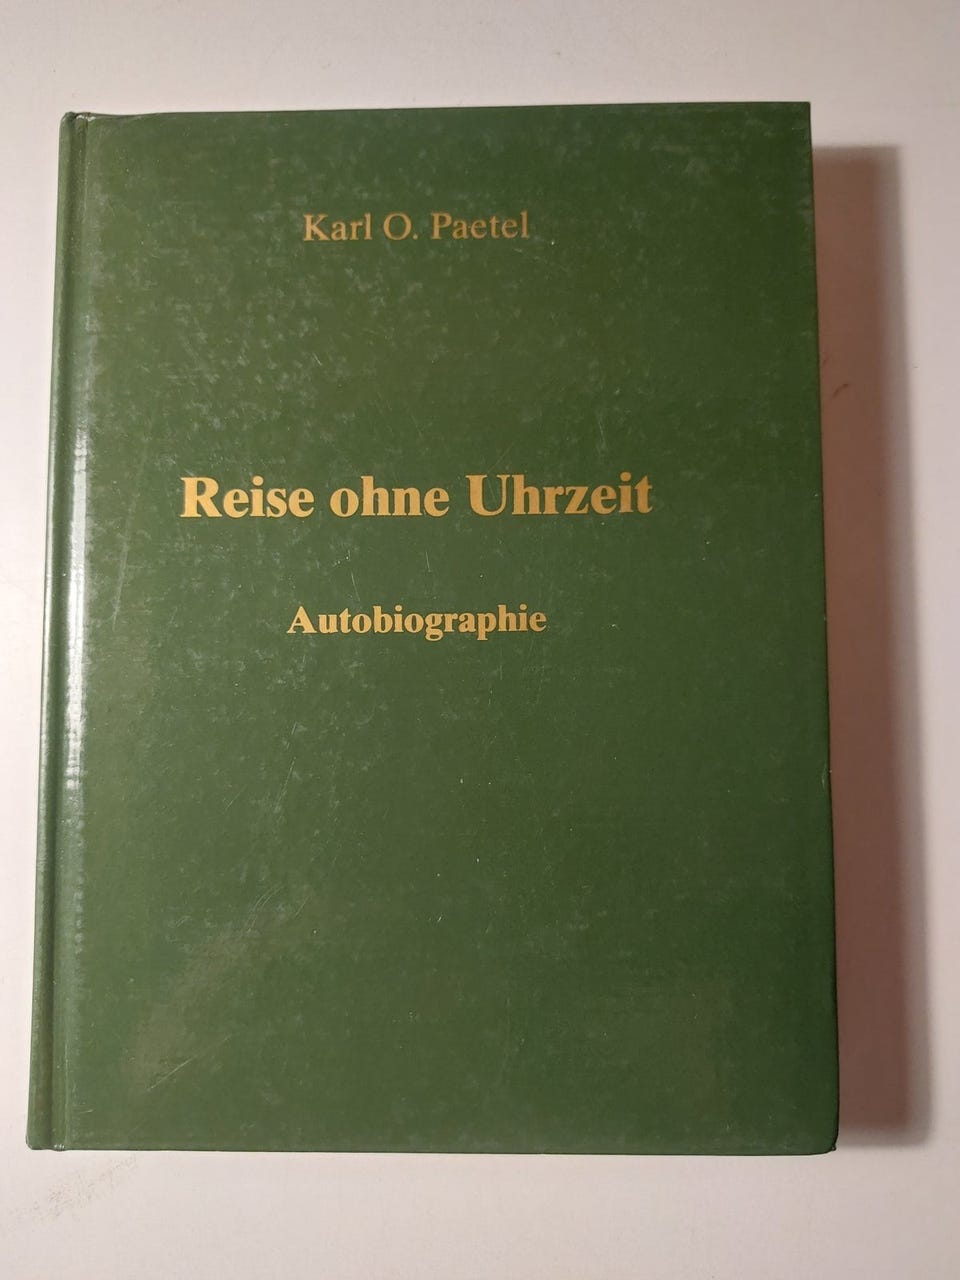 Karl O. Paetel
Reise ohne Uhrzeit
Autobiographie